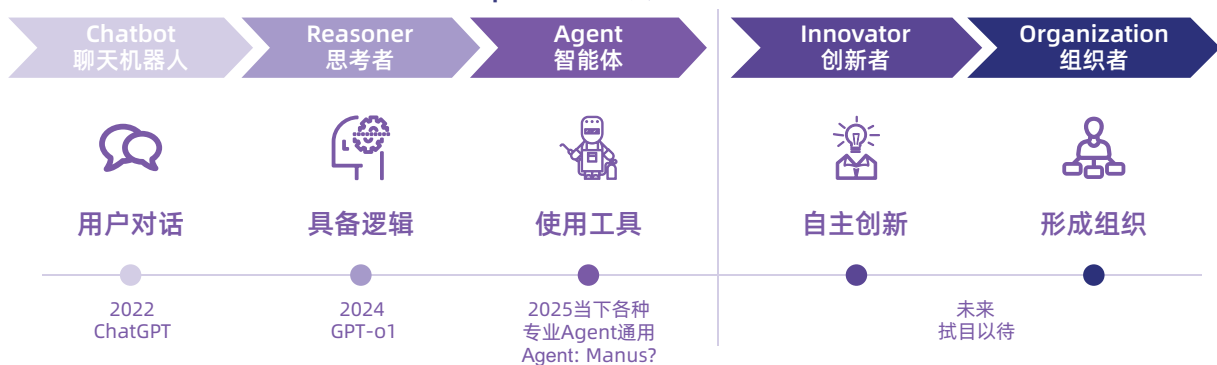 Chatbot
聊天机器人
Reasoner
思考者
Agent
智能体
Innovator
创新者
Organization
组织者
用户对话
具备逻辑
使用工具
自主创新
形成组织
2022
ChatGPT
2024
GPT-o1
2025当下各种
专业Agent通用
Agent: Manus?
未来
拭目以待